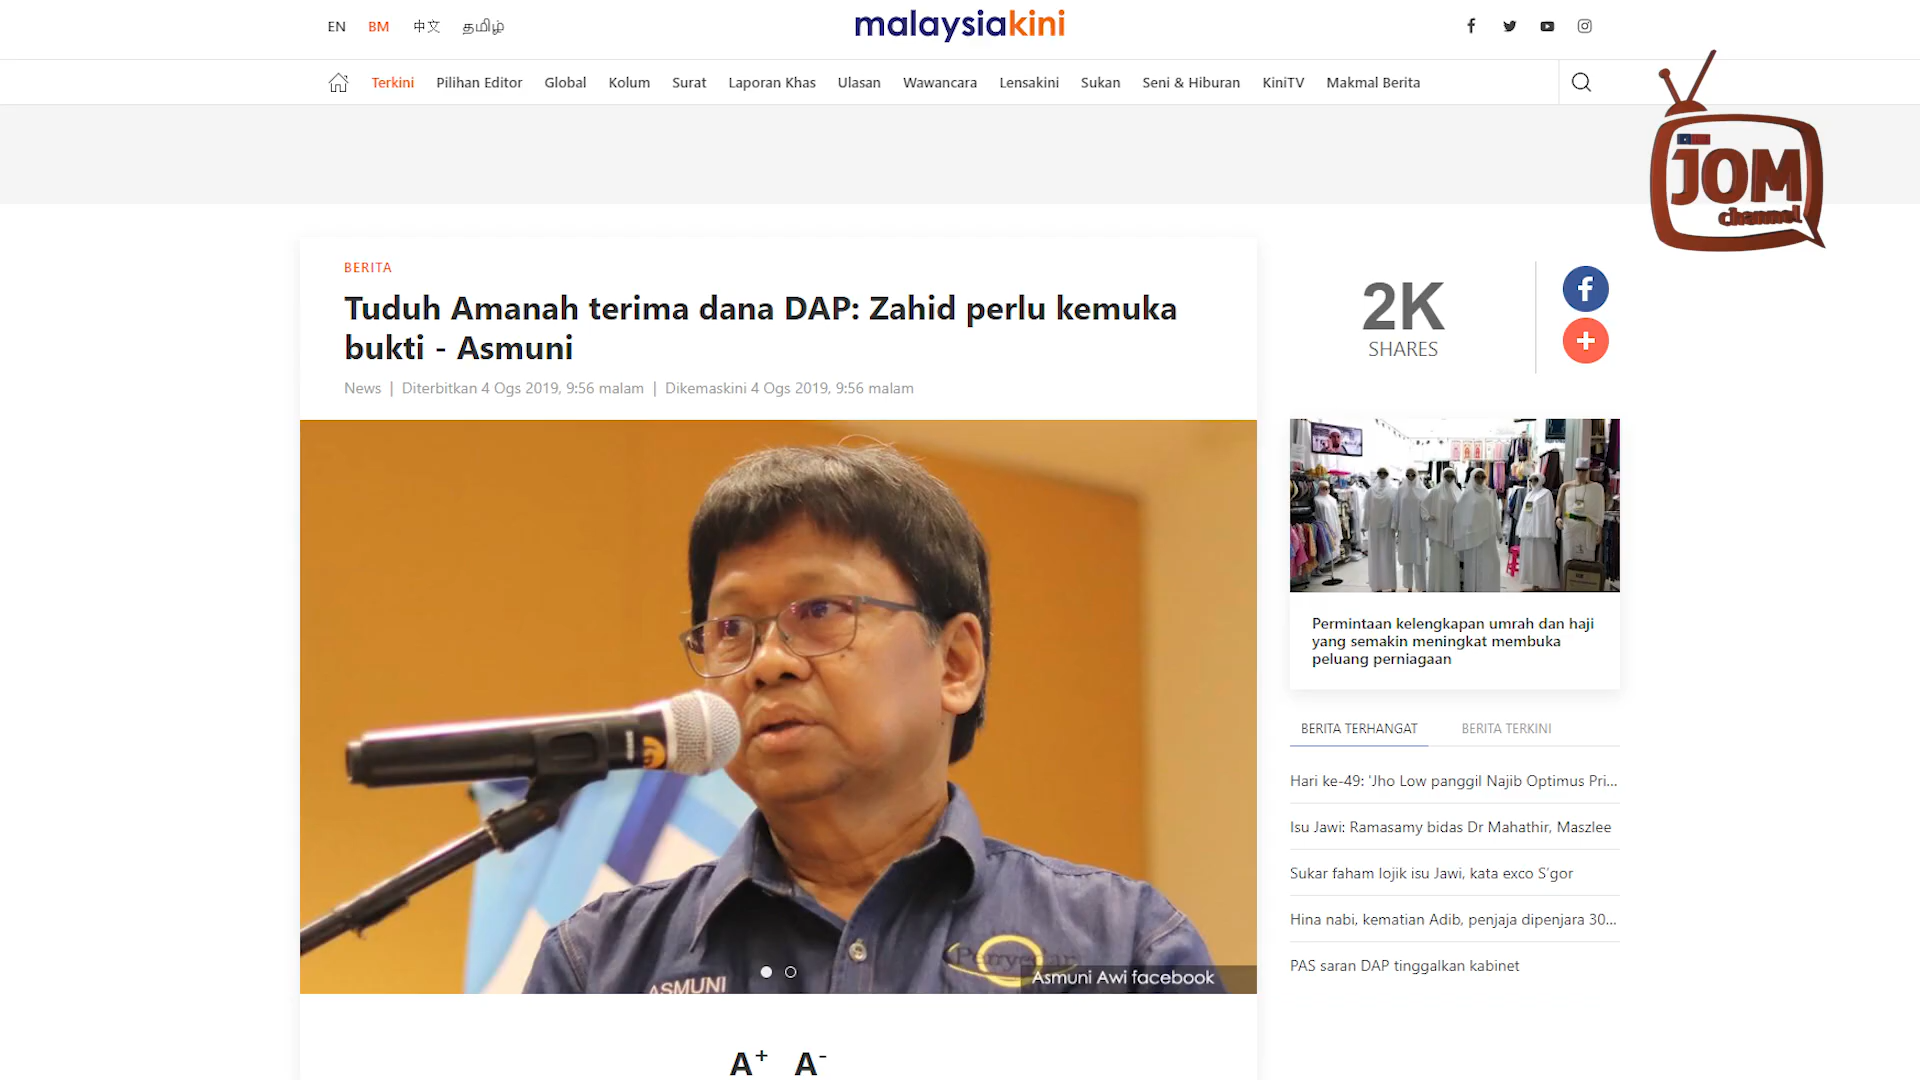 EN BM 中文 தமிழ்
malaysiakini
Terkini Pilihan Editor Global Kolum Surat Laporan Khas Ulasan Wawancara Lensakini Sukan Seni & Hiburan KiniTV Makmal Berita
JOM
channel
BERITA
Tuduh Amanah terima dana DAP: Zahid perlu kemuka
bukti - Asmuni
News | Diterbitkan 4 Ogs 2019, 9:56 malam | Dikemaskini 4 Ogs 2019, 9:56 malam
ASMUNI
Penyegar
Asmuni Awi facebook
A+ A-
2K
SHARES
Permintaan kelengkapan umrah dan haji
yang semakin meningkat membuka
peluang perniagaan
BERITA TERHANGAT BERITA TERKINI
Hari ke-49: 'Jho Low panggil Najib Optimus Pri...
Isu Jawi: Ramasamy bidas Dr Mahathir, Maszlee
Sukar faham lojik isu Jawi, kata exco S'gor
Hina nabi, kematian Adib, penjaja dipenjara 30...
PAS saran DAP tinggalkan kabinet